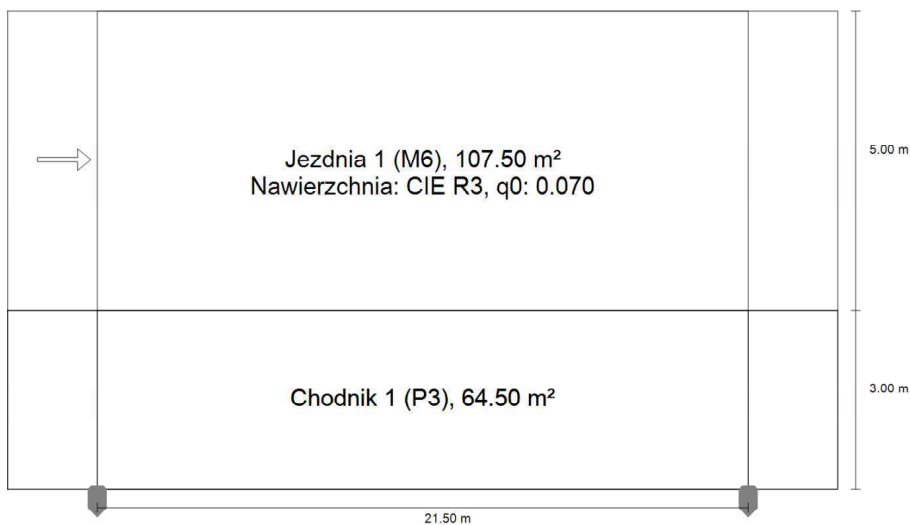 Jezdnia 1 (M6), 107.50 m²
Nawierzchnia: CIE R3, q0: 0.070
5.00 m
Chodnik 1 (P3), 64.50 m²
3.00 m
21.50 m